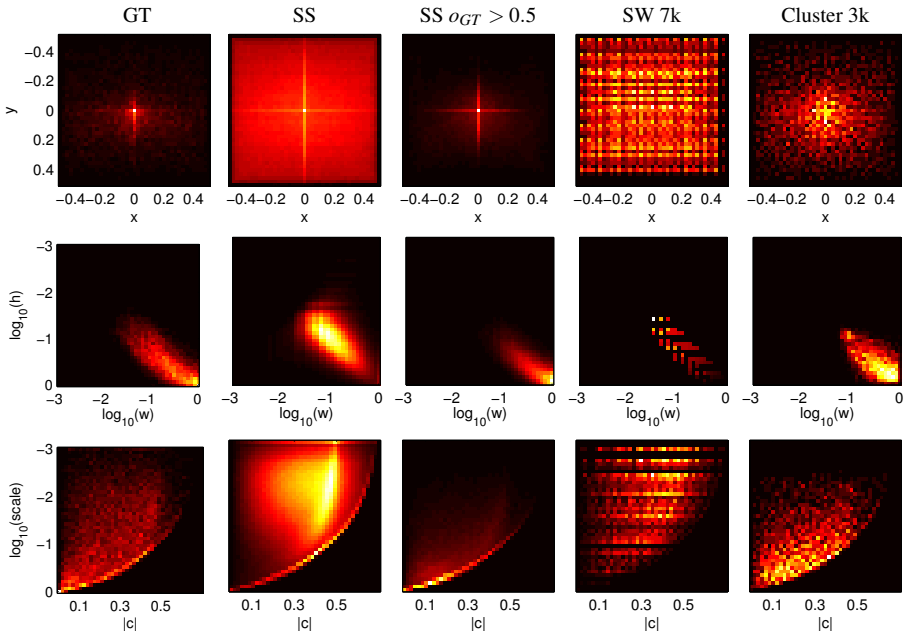 GT SS SS o_GT > 0.5 SW 7k Cluster 3k
−0.4
−0.2
0
0.2
0.4
y
−0.4−0.2 0 0.2 0.4 −0.4−0.2 0 0.2 0.4 −0.4−0.2 0 0.2 0.4 −0.4−0.2 0 0.2 0.4 −0.4−0.2 0 0.2 0.4
x x x x x
−3
−2
−1
0
log10(h)
−3 −2 −1 0 −3 −2 −1 0 −3 −2 −1 0 −3 −2 −1 0 −3 −2 −1 0
log10(w) log10(w) log10(w) log10(w) log10(w)
−3
−2
−1
0
log10(scale)
0.1 0.3 0.5 0.1 0.3 0.5 0.1 0.3 0.5 0.1 0.3 0.5 0.1 0.3 0.5
|c| |c| |c| |c| |c|